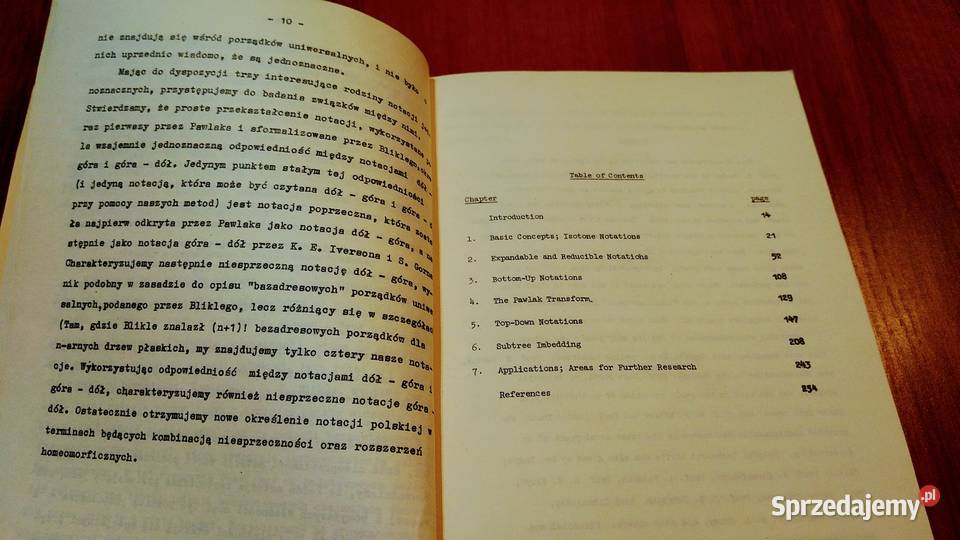 - 10 -
nie znajdują się wśród porządków uniwersalnych, i nie było o
nich uprzednio wiadomo, że są jednoznaczne.
Mając do dyspozycji trzy interesujące rodziny notacji
noznacznych, przystępujemy do badania związków między nimi.
Stwierdzamy, że proste przekształcenie notacji, wykorzystane po
raz pierwszy przez Pawlaka i sformalizowane przez Bliklego,
la wzajemnie jednoznaczną odpowiedniość między notacjami dół -
góra i góra - dół. Jedynym punktem stałym tej odpowiedniości
(i jedyną notacją, która może być czytana dół - góra i góra -
przy pomocy naszych metod) jest notacja poprzeczna, która
ła najpierw odkryta przez Pawlaka jako notacja dół - góra, a
stępnie jako notacja góra - dół przez K. E. Iversona i S. Gorna
Charakteryzujemy następnie niesprzeczną notację dół - góra, wy-
nik podobny w zasadzie do opisu "bazadresowych" porządków
salnych, podanego przez Bliklego, lecz różniący się w szczegółach
(Tam, gdzie Blikle znalazł (n+1)! bezadresowych porządków dla
n-arnych drzew płaskich, my znajdujemy tylko cztery nasze nota-
cje. Wykorzystując odpowiedniość między notacjami dół - góra i
góra - dół, charakteryzujemy również niesprzeczne notacje góra -
dół. Ostatecznie otrzymujemy nowe określenie notacji polskiej w
terminach będących kombinacją niesprzeczności oraz rozszerzeń
homeomorficznych.
Table of Contents
Chapter page
Introduction 14
1. Basic Concepts; Isotone Notations 21
2. Expandable and Reducible Notations 52
3. Bottom-Up Notations 108
4. The Pawlak Transform 129
5. Top-Down Notations 147
6. Subtree Imbedding 208
7. Applications; Areas for Further Research 243
References 254
Sprzedajemy.pl